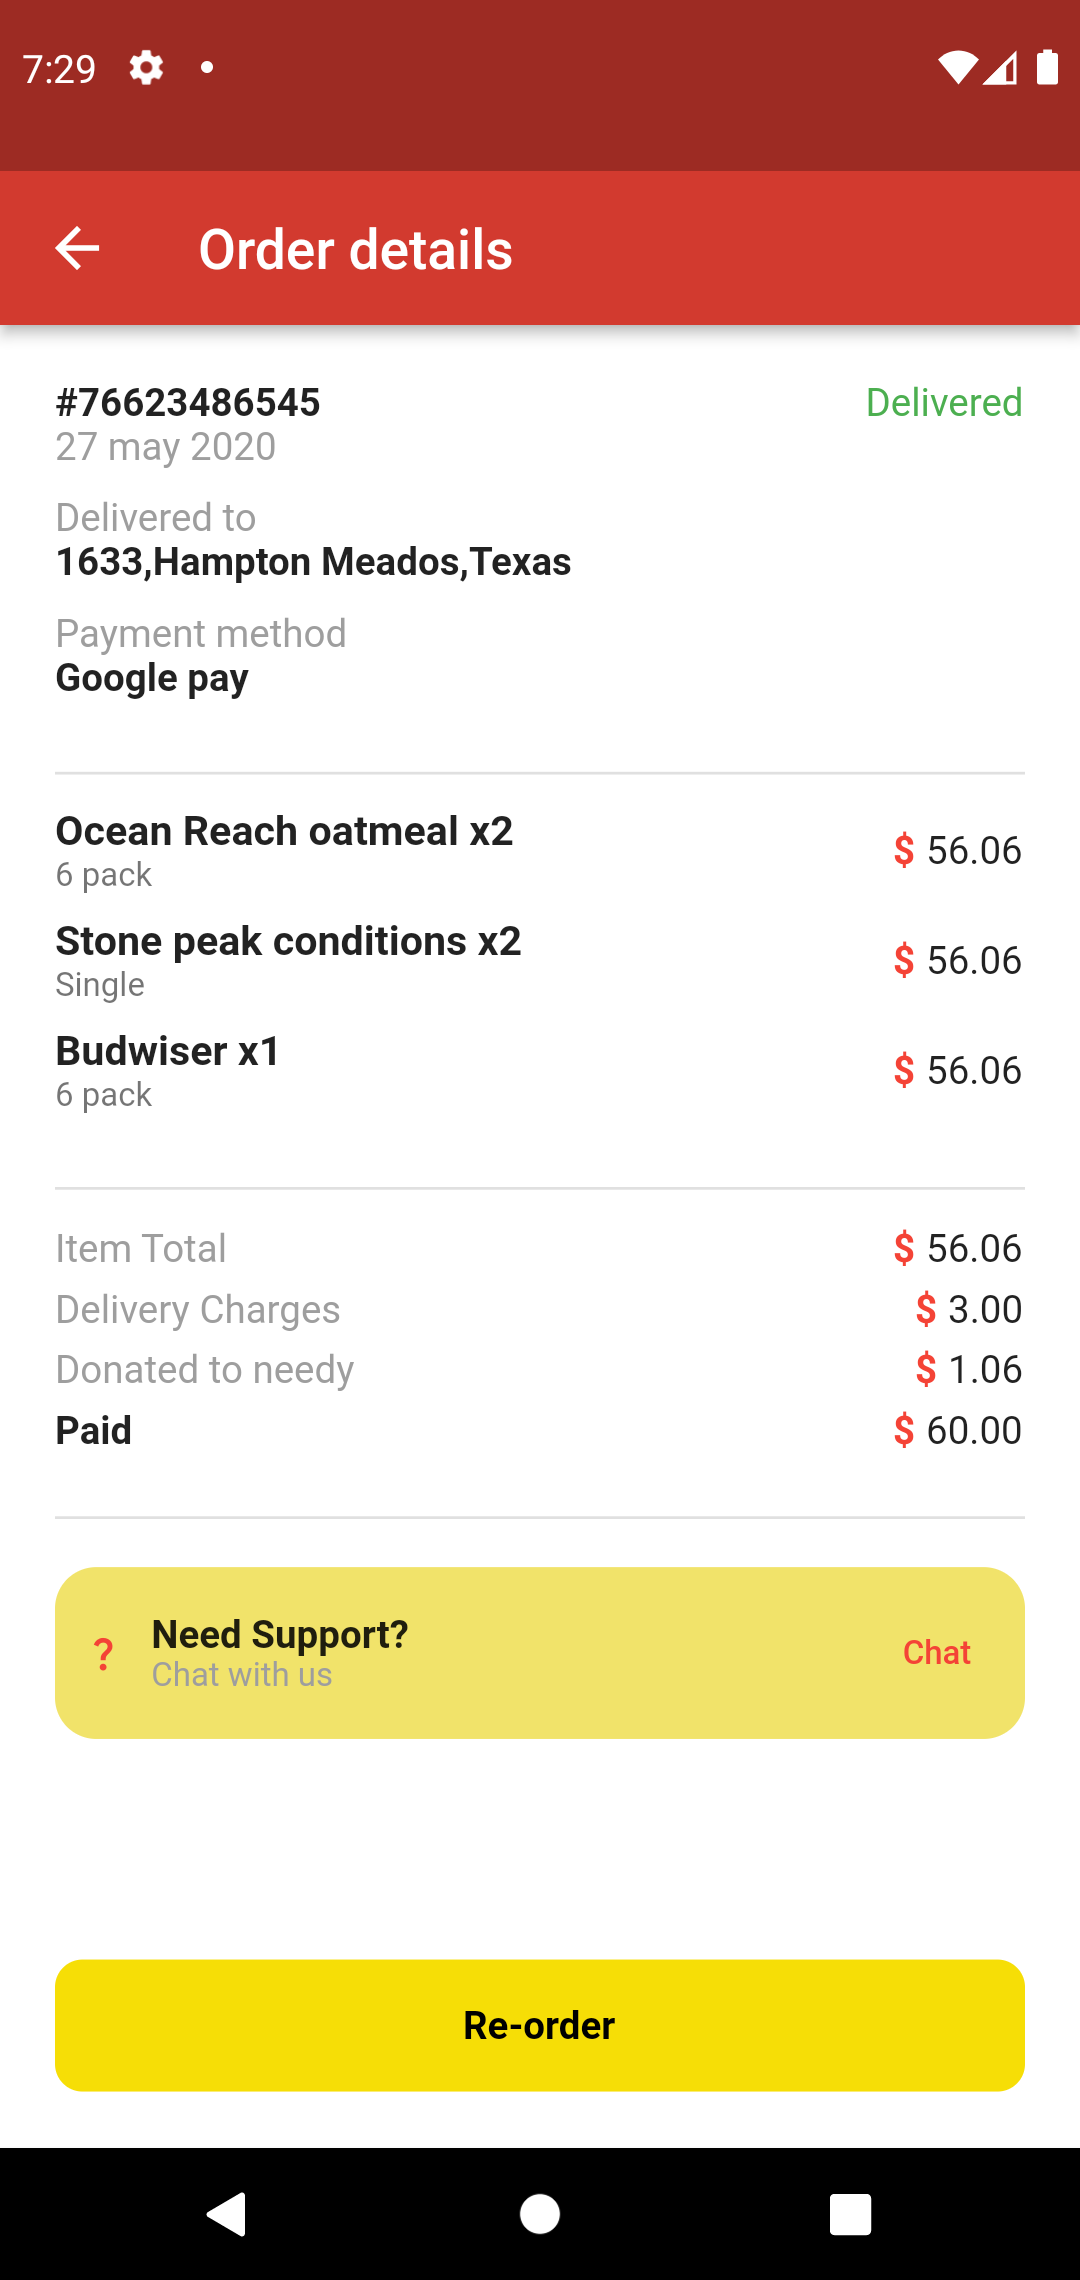 7:29
Order details
#76623486545 Delivered
27 may 2020
Delivered to
1633,Hampton Meados,Texas
Payment method
Google pay
Ocean Reach oatmeal x2
6 pack
$ 56.06
Stone peak conditions x2
Single
$ 56.06
Budwiser x1
6 pack
$ 56.06
Item Total $ 56.06
Delivery Charges $ 3.00
Donated to needy $ 1.06
Paid $ 60.00
? Need Support?
Chat with us
Chat
Re-order